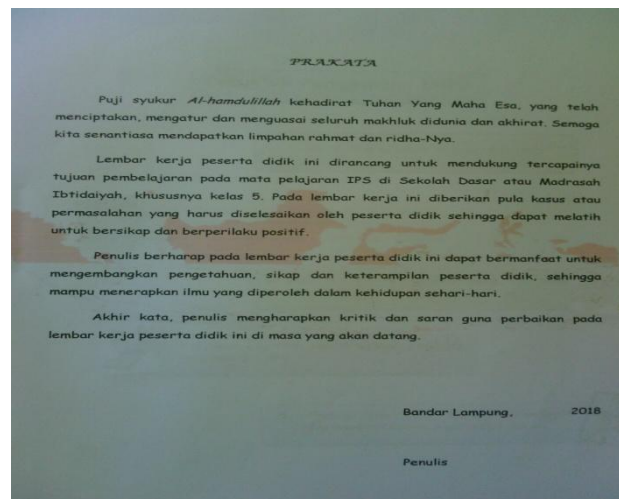 PRAKATA
Puji syukur Al-hamdulillah kehadirat Tuhan Yang Maha Esa, yang telah
menciptakan, mengatur dan menguasai seluruh makhluk didunia dan akhirat. Semoga
kita senantiasa mendapatkan limpahan rahmat dan ridha-Nya.
Lembar kerja peserta didik ini dirancang untuk mendukung tercapainya
tujuan pembelajaran pada mata pelajaran IPS di Sekolah Dasar atau Madrasah
Ibtidaiyah, khususnya kelas 5. Pada lembar kerja ini diberikan pula kasus atau
permasalahan yang harus diselesaikan oleh peserta didik sehingga dapat melatih
untuk bersikap dan berperilaku positif.
Penulis berharap pada lembar kerja peserta didik ini dapat bermanfaat untuk
mengembangkan pengetahuan, sikap dan keterampilan peserta didik, sehingga
mampu menerapkan ilmu yang diperoleh dalam kehidupan sehari-hari.
Akhir kata, penulis mengharapkan kritik dan saran guna perbaikan pada
lembar kerja peserta didik ini di masa yang akan datang.
Bandar Lampung, 2018
Penulis